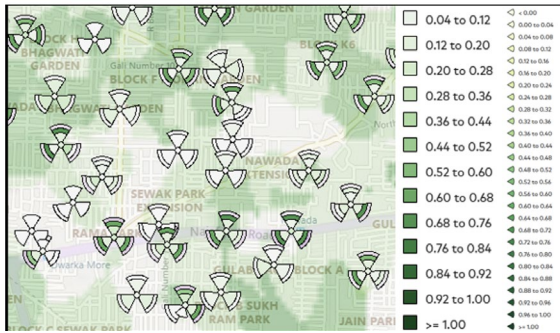 GARDEN
BLOCK K6
BHAGWATI
GARDEN
Gali Number
BLOCK
SEWAK PARK
EXTENSION
NAWADA
Dwarka More
BLOCK A
SUKH
RAM PARK
JAIN PARK
BLOCK C SEWAK PARK
0.04 to 0.12
0.12 to 0.20
0.20 to 0.28
0.28 to 0.36
0.36 to 0.44
0.44 to 0.52
0.52 to 0.60
0.60 to 0.68
0.68 to 0.76
0.76 to 0.84
0.84 to 0.92
0.92 to 1.00
>= 1.00
< 0.00
0.00 to 0.04
0.04 to 0.08
0.08 to 0.12
0.12 to 0.16
0.16 to 0.20
0.20 to 0.24
0.24 to 0.28
0.28 to 0.32
0.32 to 0.36
0.36 to 0.40
0.40 to 0.44
0.44 to 0.48
0.48 to 0.52
0.52 to 0.56
0.56 to 0.60
0.60 to 0.64
0.64 to 0.68
0.68 to 0.72
0.72 to 0.76
0.76 to 0.80
0.80 to 0.84
0.84 to 0.88
0.88 to 0.92
0.92 to 0.96
0.96 to 1.00
>= 1.00